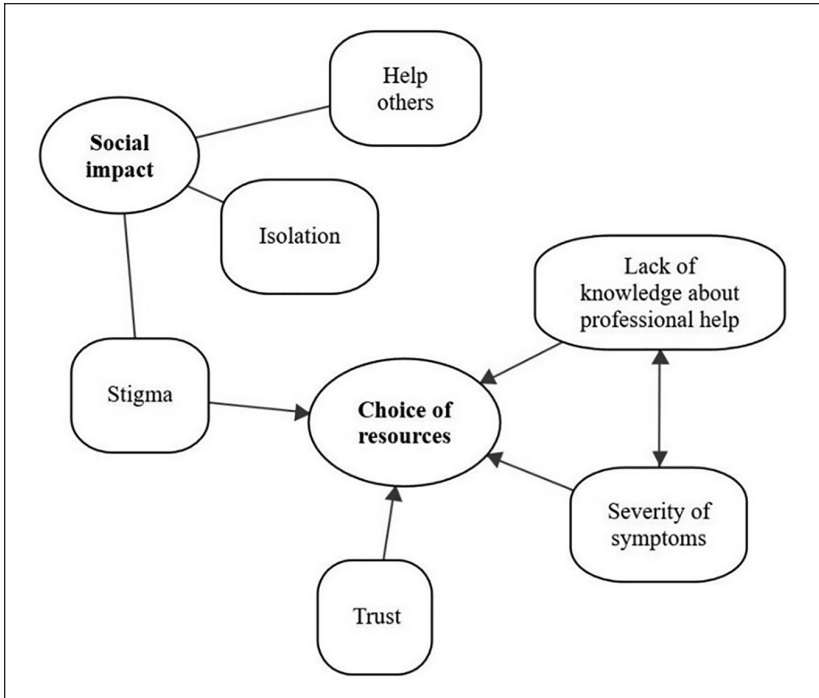 Help
others
Social
impact
Isolation
Lack of
knowledge about
professional help
Stigma
Choice of
resources
Severity of
symptoms
Trust